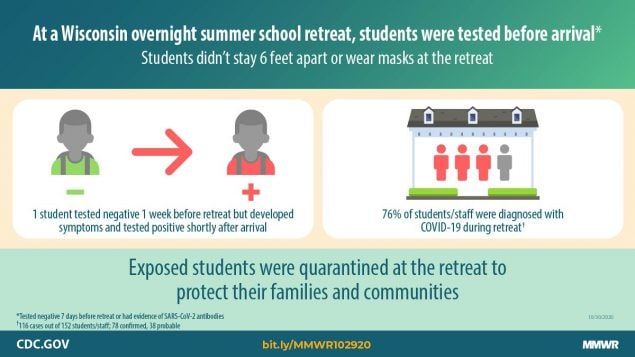 At a Wisconsin overnight summer school retreat, students were tested before arrival*
Students didn't stay 6 feet apart or wear masks at the retreat
1 student tested negative 1 week before retreat but developed
symptoms and tested positive shortly after arrival
76% of students/staff were diagnosed with
COVID-19 during retreat†
Exposed students were quarantined at the retreat to
protect their families and communities
*Tested negative 7 days before retreat or had evidence of SARS-CoV-2 antibodies
†116 cases out of 152 students/staff; 78 confirmed, 38 probable
10/30/2020
CDC.GOV
bit.ly/MMWR102920
MMWR